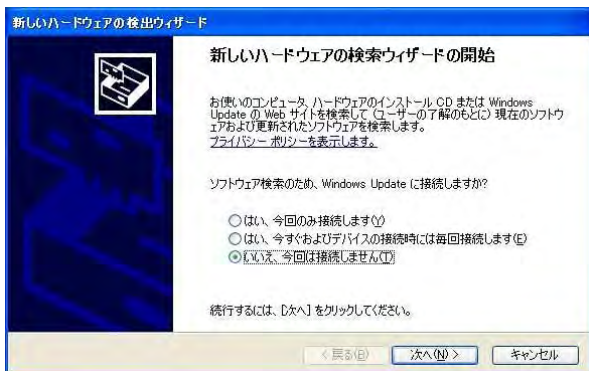 新しいハードウェアの検出ウィザード
新しいハードウェアの検索ウィザードの開始
お使いのコンピュータ、ハードウェアのインストール CD または Windows
Update の Web サイトを検索して (ユーザーの了解のもとに) 現在のソフトウ
ェアおよび更新されたソフトウェアを検索します。
プライバシー ポリシーを表示します。
ソフトウェア検索のため、Windows Update に接続しますか?
はい、今回のみ接続します(Y)
はい、今すぐおよびデバイスの接続時には毎回接続します(E)
いいえ、今回は接続しません(T)
続行するには、[次へ] をクリックしてください。
< 戻る(B) 次へ(N) > キャンセル